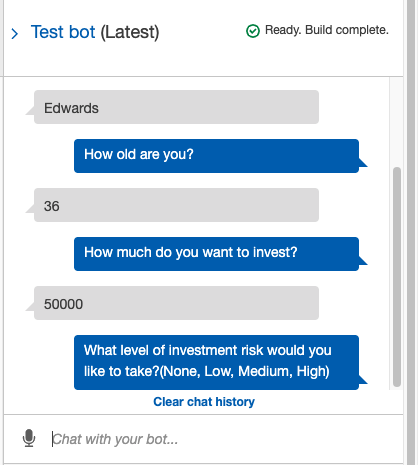 Test bot (Latest)
Ready. Build complete.
Edwards
How old are you?
36
How much do you want to invest?
50000
What level of investment risk would you
like to take?(None, Low, Medium, High)
Clear chat history
Chat with your bot...